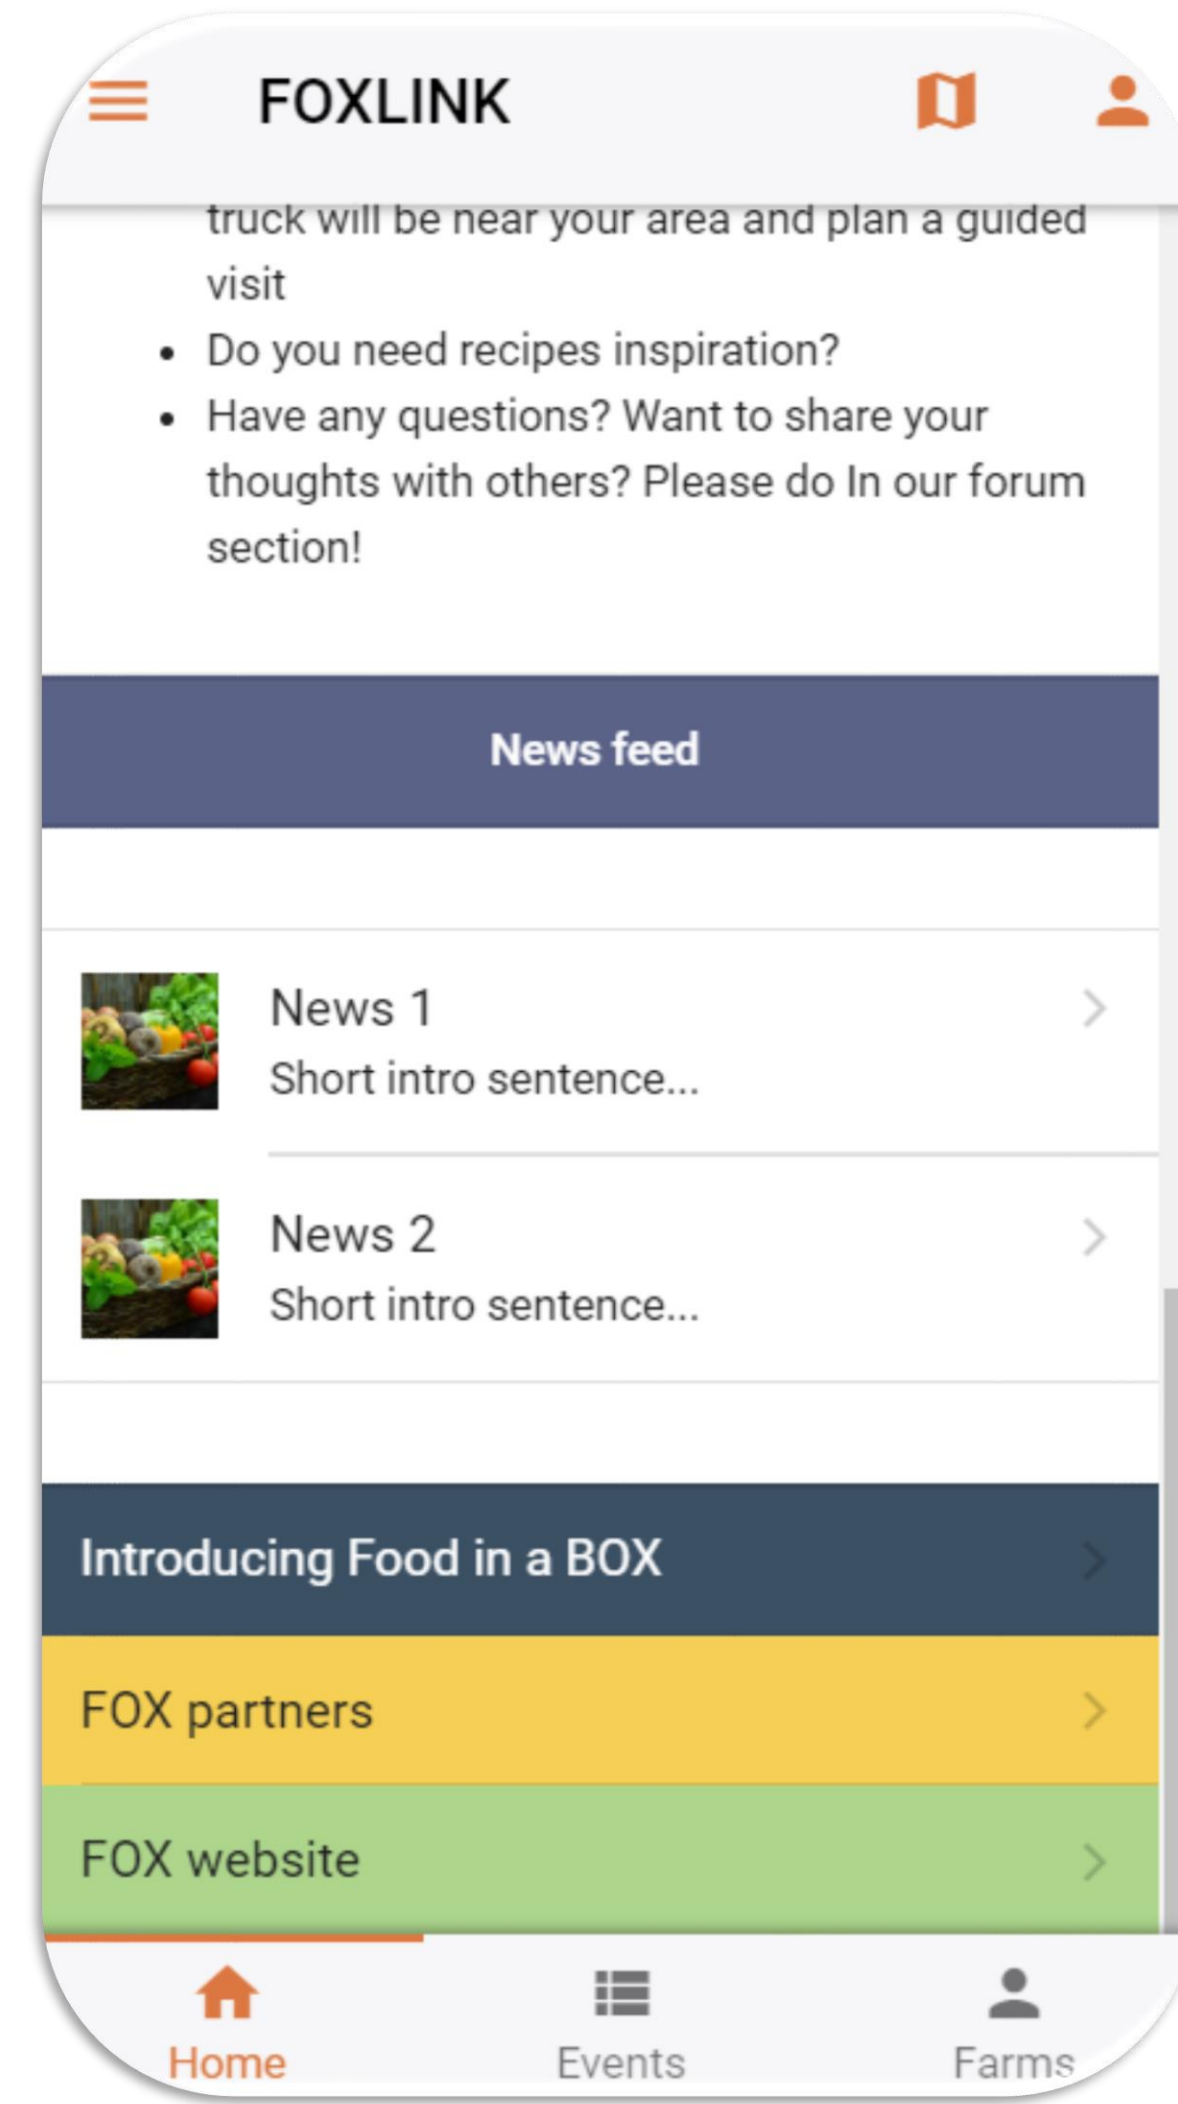 FOXLINK
truck will be near your area and plan a guided
visit
• Do you need recipes inspiration?
• Have any questions? Want to share your
thoughts with others? Please do In our forum
section!
News feed
News 1
Short intro sentence...
News 2
Short intro sentence...
Introducing Food in a BOX
FOX partners
FOX website
Home Events Farms